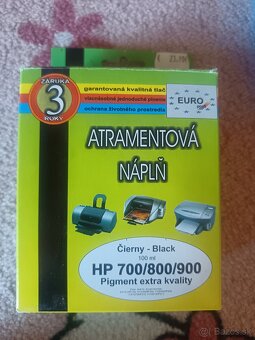 ZÁRUKA
3
ROKY
garantovaná kvalitná tlač
viacnásobné jednoduché plnenie
ochrana životného prostredia
EURO
ATRAMENTOVÁ
NÁPLŇ
Čierny - Black
100 ml
HP 700/800/900
Pigment extra kvality